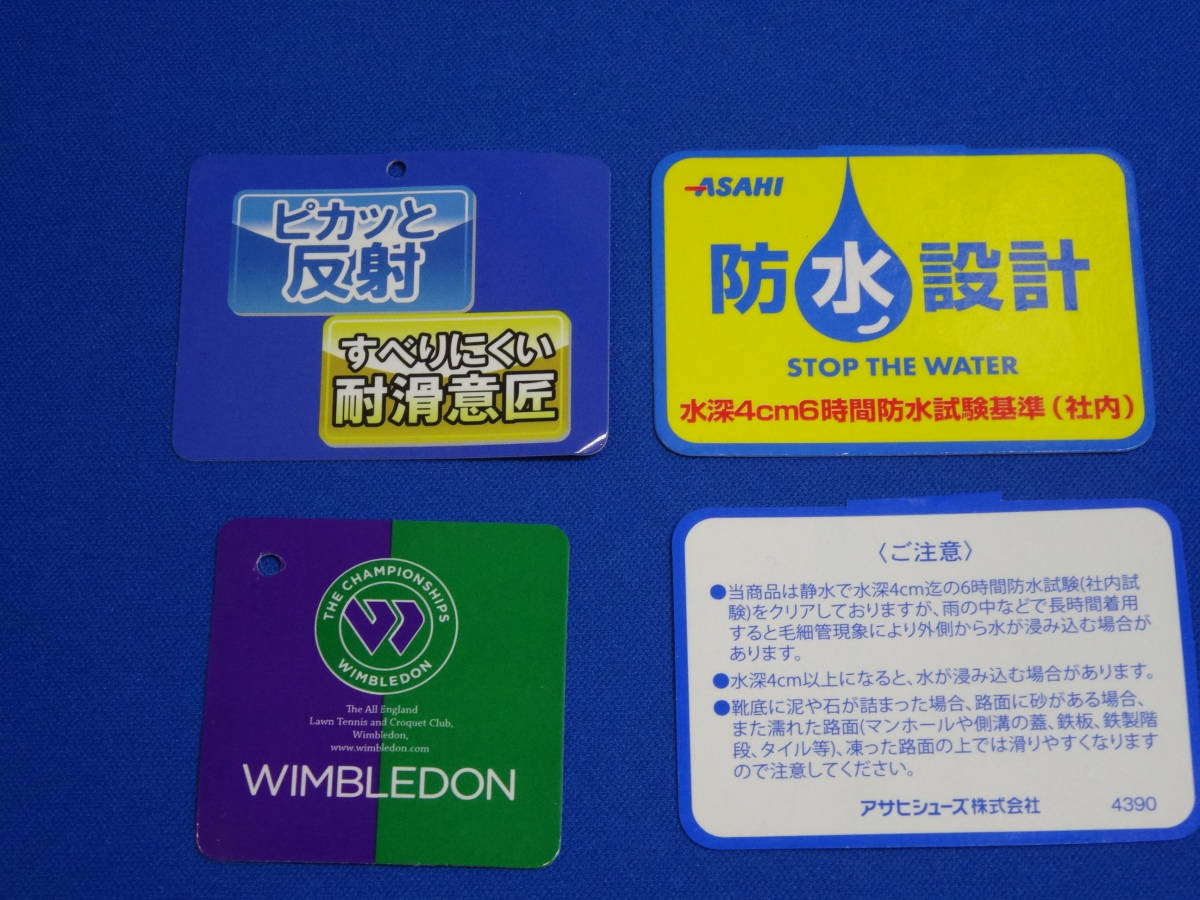 ピカッと
反射
すべりにくい
耐滑意匠
ASAHI
防水設計
STOP THE WATER
水深4cm6時間防水試験基準(社内)
THE CHAMPIONSHIPS
WIMBLEDON
The All England
Lawn Tennis and Croquet Club,
Wimbledon,
www.wimbledon.com
WIMBLEDON
〈ご注意〉
●当商品は静水で水深4cm迄の6時間防水試験(社内試
験)をクリアしておりますが、雨の中などで長時間着用
すると毛細管現象により外側から水が浸み込む場合が
あります。
●水深4cm以上になると、水が浸み込む場合があります。
●靴底に泥や石が詰まった場合、路面に砂がある場合、
また濡れた路面(マンホールや側溝の蓋、鉄板、鉄製階
段、タイル等)、凍った路面の上では滑りやすくなります
ので注意してください。
アサヒシューズ株式会社 4390